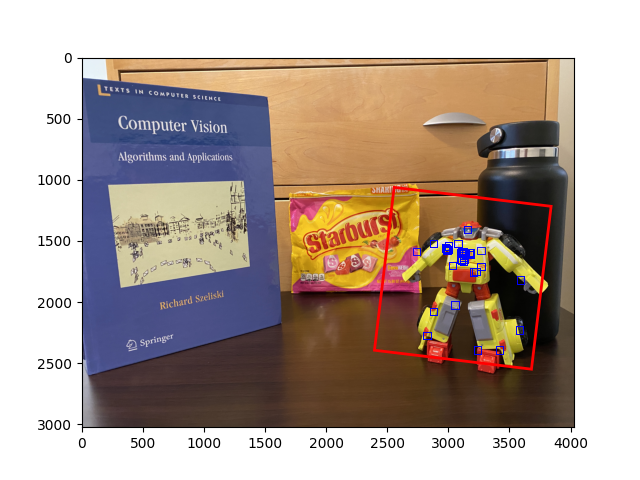 0
500
1000
1500
2000
2500
3000
TEXTS IN COMPUTER SCIENCE
Computer Vision
Algorithms and Applications
Richard Szeliski
Springer
Starburst
0
500
1000
1500
2000
2500
3000
3500
4000